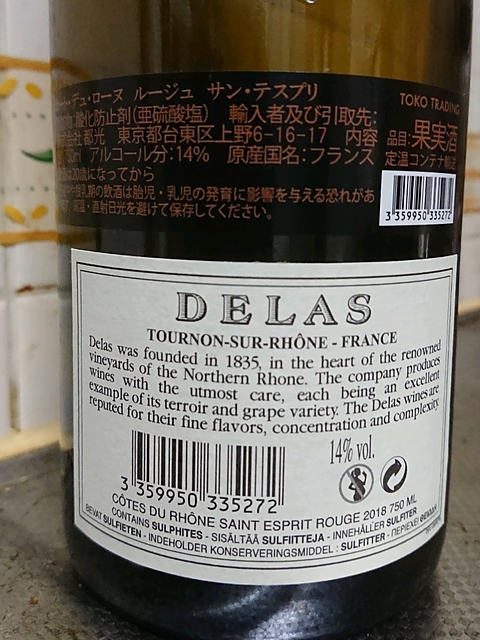 デュ・ローヌ ルージュ サン・テスプリ
TOKO TRADING
酸化防止剤(亜硫酸塩) 輸入者及び引取先:
都光 東京都台東区上野6-16-17 内容
アルコール分:14% 原産国名:フランス
品目:果実酒
定温コンテナ輸送
は20歳になってから
期の飲酒は胎児・乳児の発育に影響を与える恐れがあ
直射日光を避けて保存してください。
3 359950 335272
DELAS
TOURNON-SUR-RHÔNE - FRANCE
Delas was founded in 1835, in the heart of the renowned
vineyards of the Northern Rhone. The company produces
wines with the utmost care, each being an excellent
example of its terroir and grape variety. The Delas wines are
reputed for their fine flavors, concentration and complexity.
14% vol.
3 359950 335272
CÔTES DU RHÔNE SAINT ESPRIT ROUGE 2018 750 ML
CONTAINS SULPHITES - SISÄLTÄÄ SULFIITTEJA - INNEHÅLLER SULFITER
BEVAT SULFIETEN - INDEHOLDER KONSERVERINGSMIDDEL : SULFITTER - ΠΕΡΙΕΧΕΙ ΘΕΙΩΔΗ